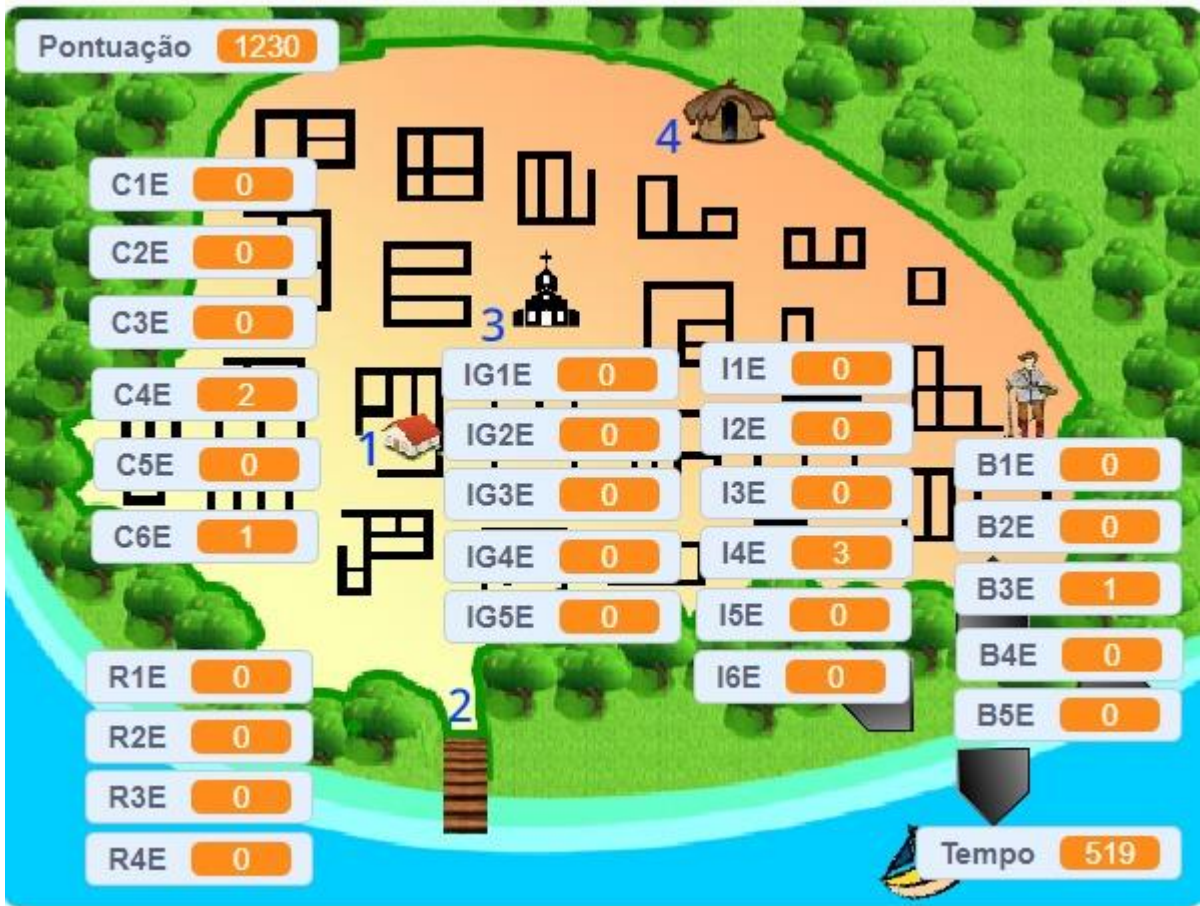 Pontuação 1230
4
C1E 0
C2E 0
C3E 0
C4E 2
C5E 0
C6E 1
3
1
IG1E 0
IG2E 0
IG3E 0
IG4E 0
IG5E 0
I1E 0
I2E 0
I3E 0
I4E 3
I5E 0
I6E 0
B1E 0
B2E 0
B3E 1
B4E 0
B5E 0
R1E 0
R2E 0
R3E 0
R4E 0
2
Tempo 519